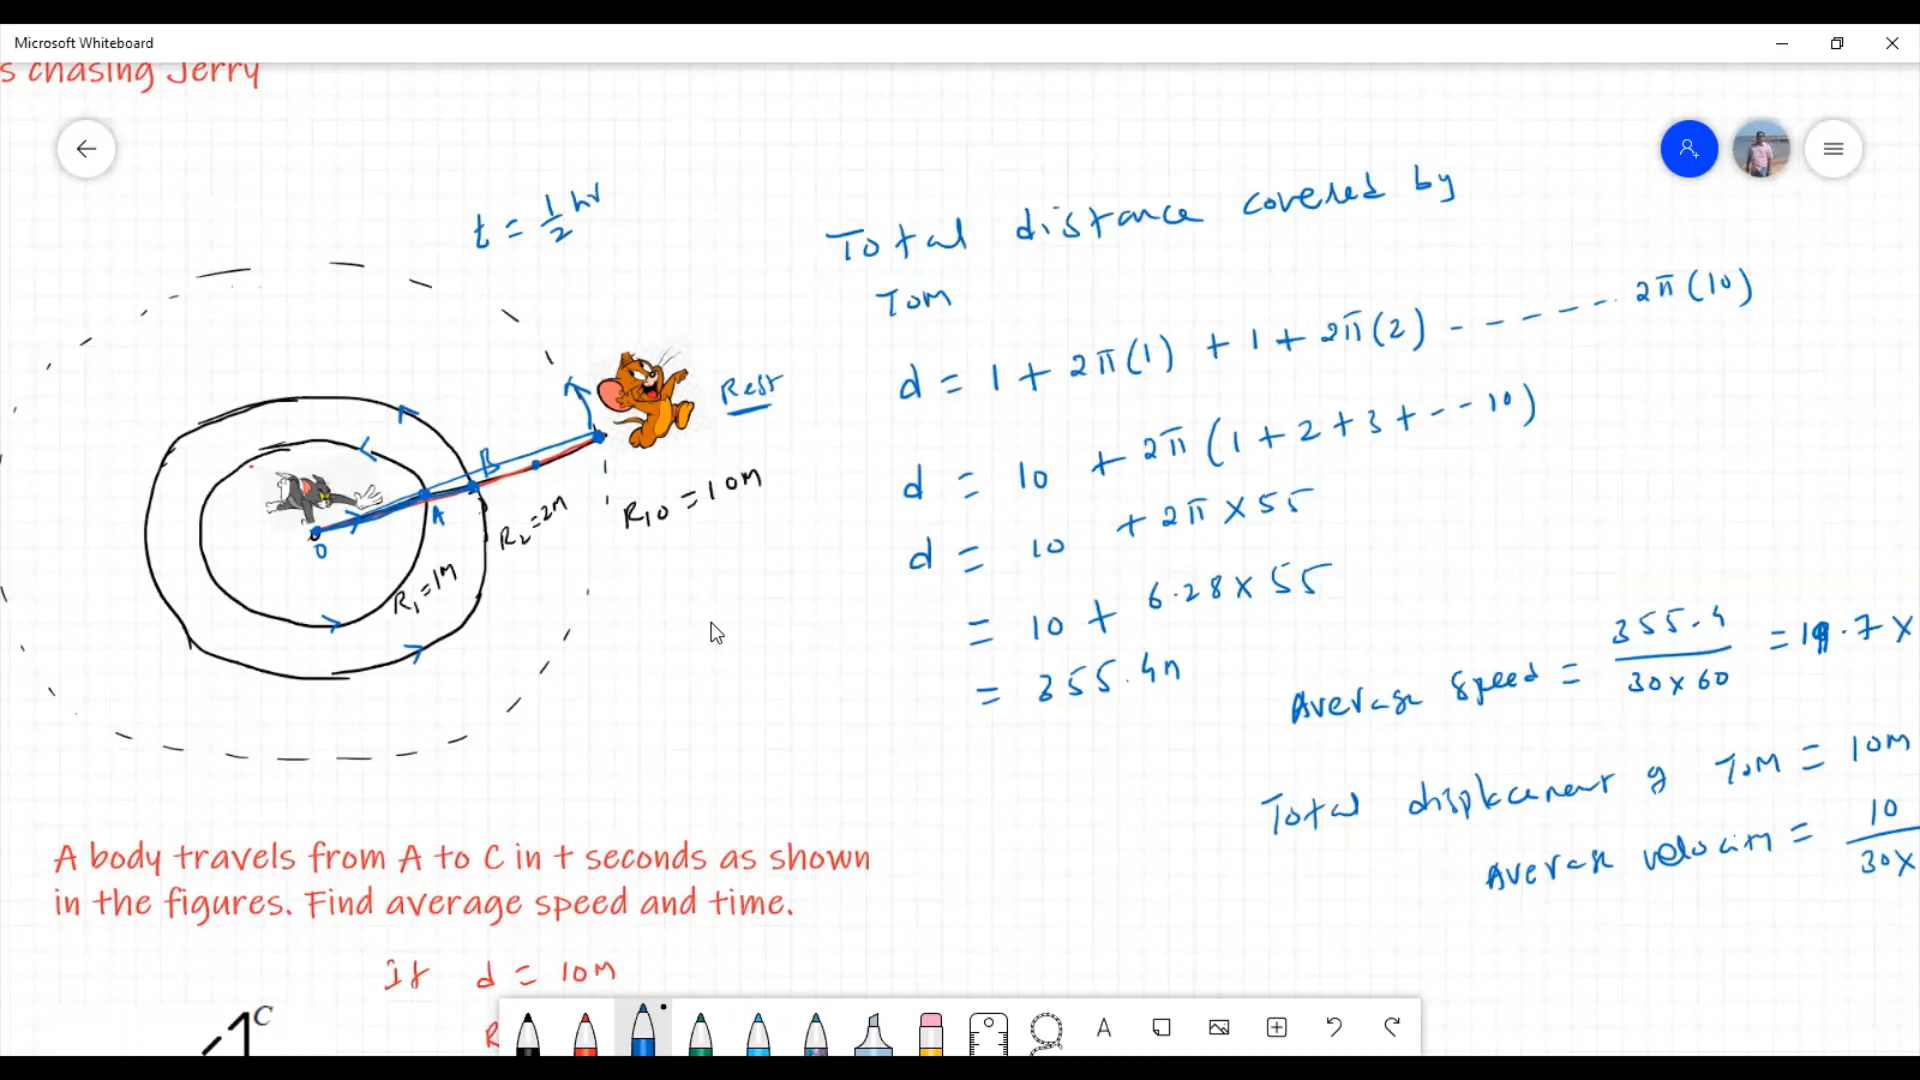 Microsoft Whiteboard
s chasing Jerry
t = 1/2 hr
Total distance covered by
Tom
d = 1 + 2π(1) + 1 + 2π(2) - - - - - - - 2π(10)
d = 10 + 2π(1 + 2 + 3 + - - 10)
d = 10 + 2π × 55
= 10 + 6.28 × 55
= 355.4m
Rest
B
A
O
R₁ = 1M
R₂ = 2M
R₁₀ = 10M
Average speed = 355.4 / 30 × 60 = 19.7 ×
Total displacement of Tom = 10M
Average velocity = 10 / 30 ×
A body travels from A to C in t seconds as shown
in the figures. Find average speed and time.
If d = 10M
R
C
A